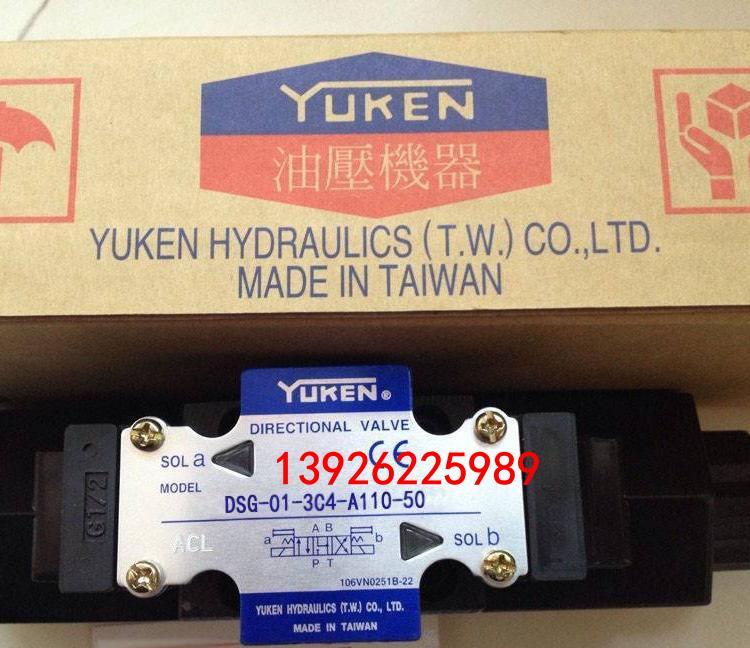 YUKEN
油壓機器
YUKEN HYDRAULICS (T.W.) CO.,LTD.
MADE IN TAIWAN
YUKEN®
DIRECTIONAL VALVE
SOL a
CE
13926225989
MODEL
DSG-01-3C4-A110-50
G1/2
ACL
A B
a
b
P T
SOL b
106VN0251B-22
YUKEN HYDRAULICS (T.W.) CO., LTD.
MADE IN TAIWAN